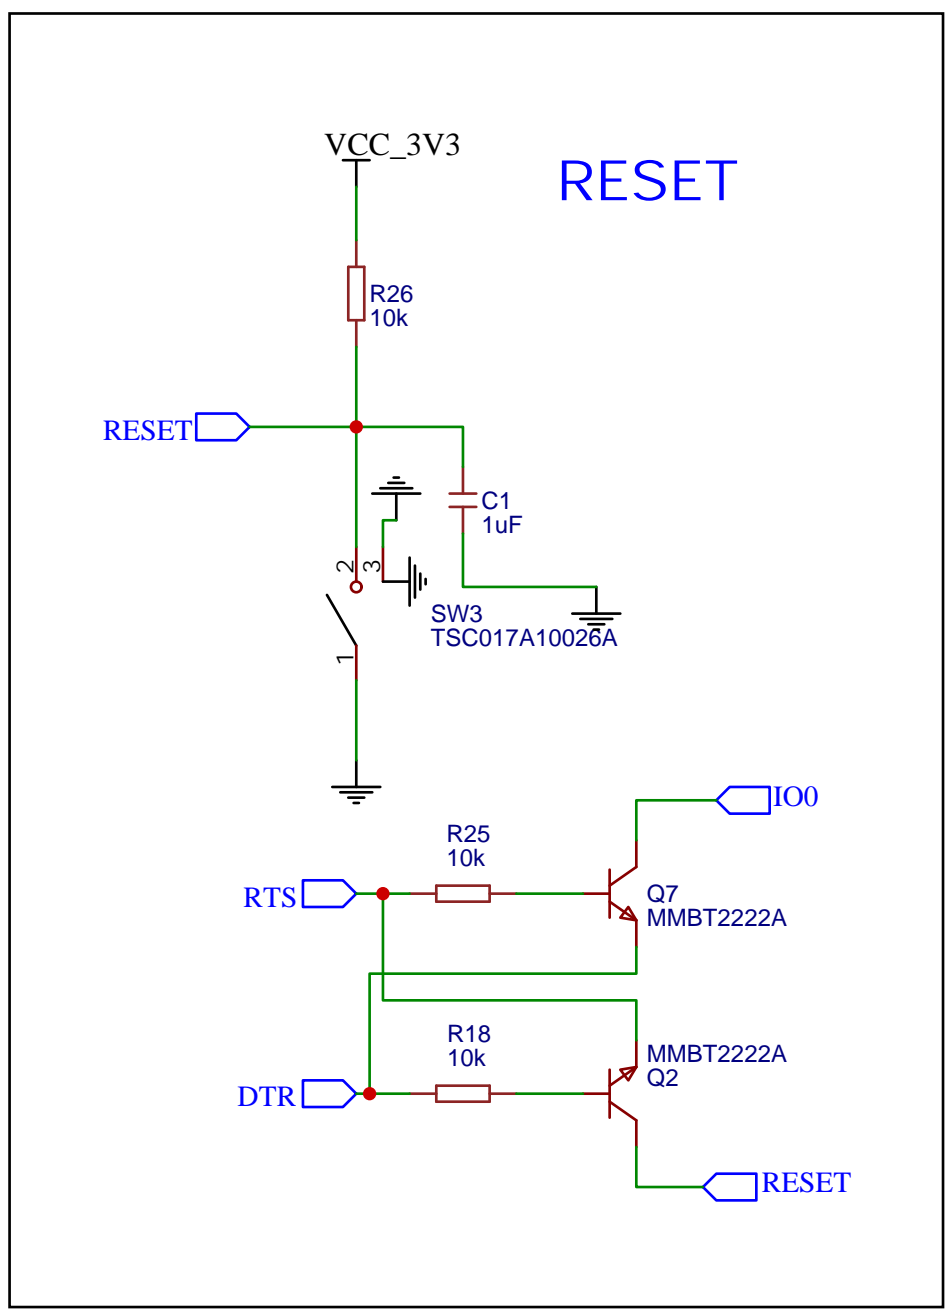 VCC_3V3
RESET
R26
10k
RESET
C1
1uF
2
3
SW3
TSC017A10026A
1
IO0
R25
10k
RTS
Q7
MMBT2222A
R18
10k
MMBT2222A
Q2
DTR
RESET